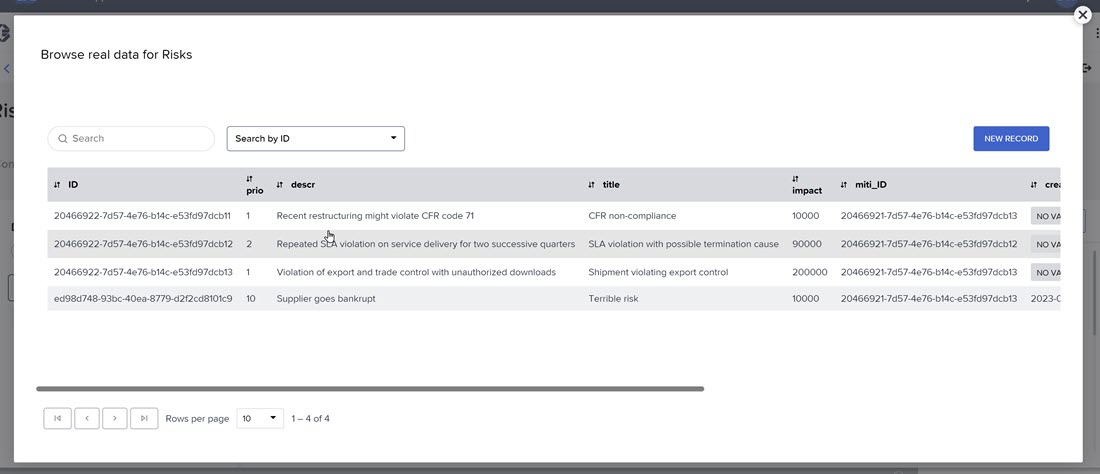 Browse real data for Risks
Search
Search by ID
NEW RECORD
ID prio descr title impact miti_ID crea
20466922-7d57-4e76-b14c-e53fd97dcb11 1 Recent restructuring might violate CFR code 71 CFR non-compliance 10000 20466921-7d57-4e76-b14c-e53fd97dcb13 NO VA
20466922-7d57-4e76-b14c-e53fd97dcb12 2 Repeated SLA violation on service delivery for two successive quarters SLA violation with possible termination cause 90000 20466921-7d57-4e76-b14c-e53fd97dcb12 NO VA
20466922-7d57-4e76-b14c-e53fd97dcb13 1 Violation of export and trade control with unauthorized downloads Shipment violating export control 200000 20466921-7d57-4e76-b14c-e53fd97dcb13 NO VA
ed98d748-93bc-40ea-8779-d2f2cd8101c9 10 Supplier goes bankrupt Terrible risk 10000 20466921-7d57-4e76-b14c-e53fd97dcb13 2023-0
Rows per page 10 1 – 4 of 4